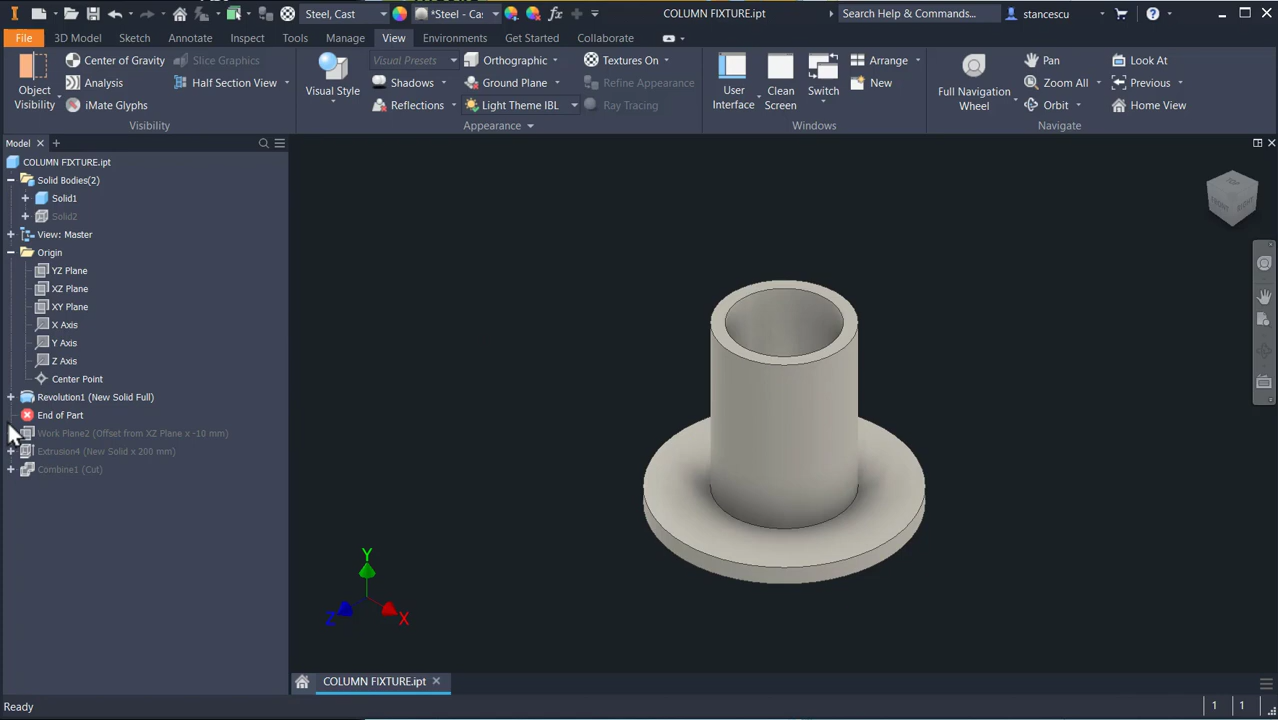 Steel, Cast
*Steel - Cas
COLUMN FIXTURE.ipt
Search Help & Commands...
stancescu
File
3D Model
Sketch
Annotate
Inspect
Tools
Manage
View
Environments
Get Started
Collaborate
Object
Visibility
Center of Gravity
Analysis
iMate Glyphs
Slice Graphics
Half Section View
Visibility
Visual Style
Visual Presets
Shadows
Reflections
Orthographic
Ground Plane
Light Theme IBL
Textures On
Refine Appearance
Ray Tracing
Appearance
User
Interface
Clean
Screen
Switch
Arrange
New
Windows
Full Navigation
Wheel
Pan
Zoom All
Orbit
Look At
Previous
Home View
Navigate
Model
COLUMN FIXTURE.ipt
Solid Bodies(2)
Solid1
Solid2
View: Master
Origin
YZ Plane
XZ Plane
XY Plane
X Axis
Y Axis
Z Axis
Center Point
Revolution1 (New Solid Full)
End of Part
Work Plane2 (Offset from XZ Plane x -10 mm)
Extrusion4 (New Solid x 200 mm)
Combine1 (Cut)
TOP
FRONT
RIGHT
Y
Z
X
COLUMN FIXTURE.ipt
Ready
1
1